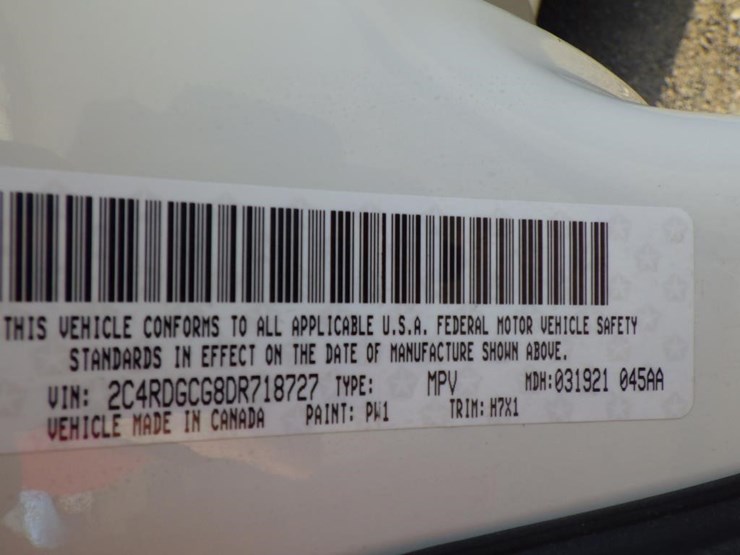 THIS VEHICLE CONFORMS TO ALL APPLICABLE U.S.A. FEDERAL MOTOR VEHICLE SAFETY
STANDARDS IN EFFECT ON THE DATE OF MANUFACTURE SHOWN ABOVE.
VIN: 2C4RDGCG8DR718727 TYPE: MPV MDH:031921 045AA
VEHICLE MADE IN CANADA PAINT: PW1 TRIM: H7X1